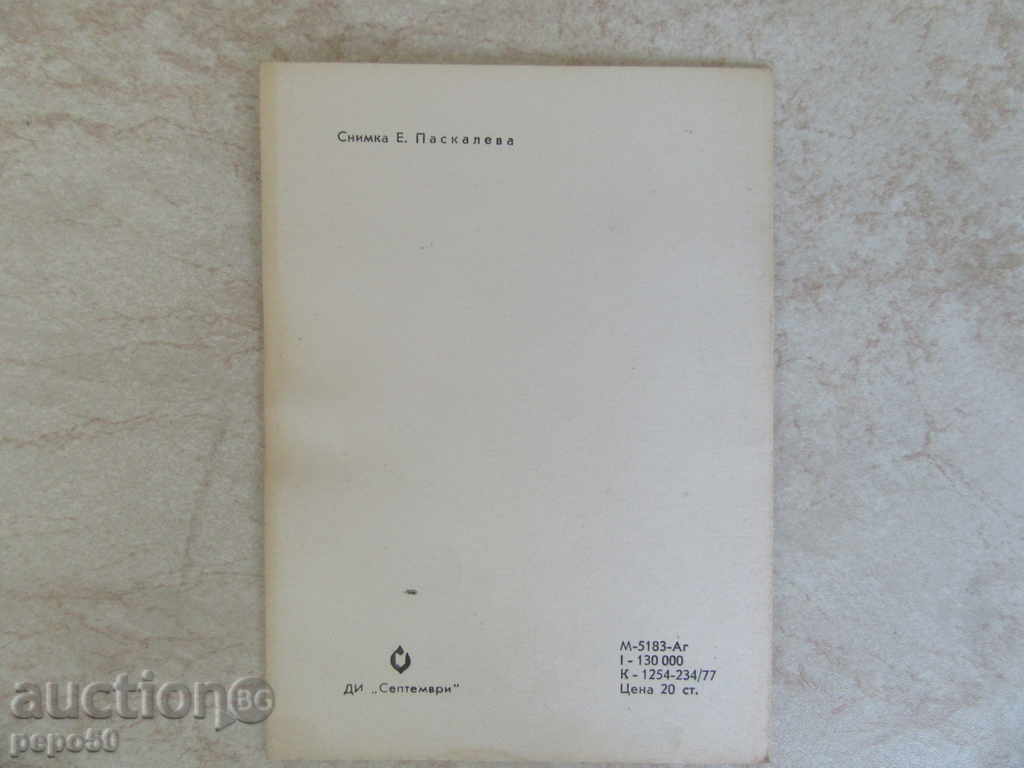 Снимка Е. Паскалева
ДИ „Септември"
М-5183-Аг
I - 130 000
К - 1254-234/77
Цена 20 ст.
auction BG
pepo50